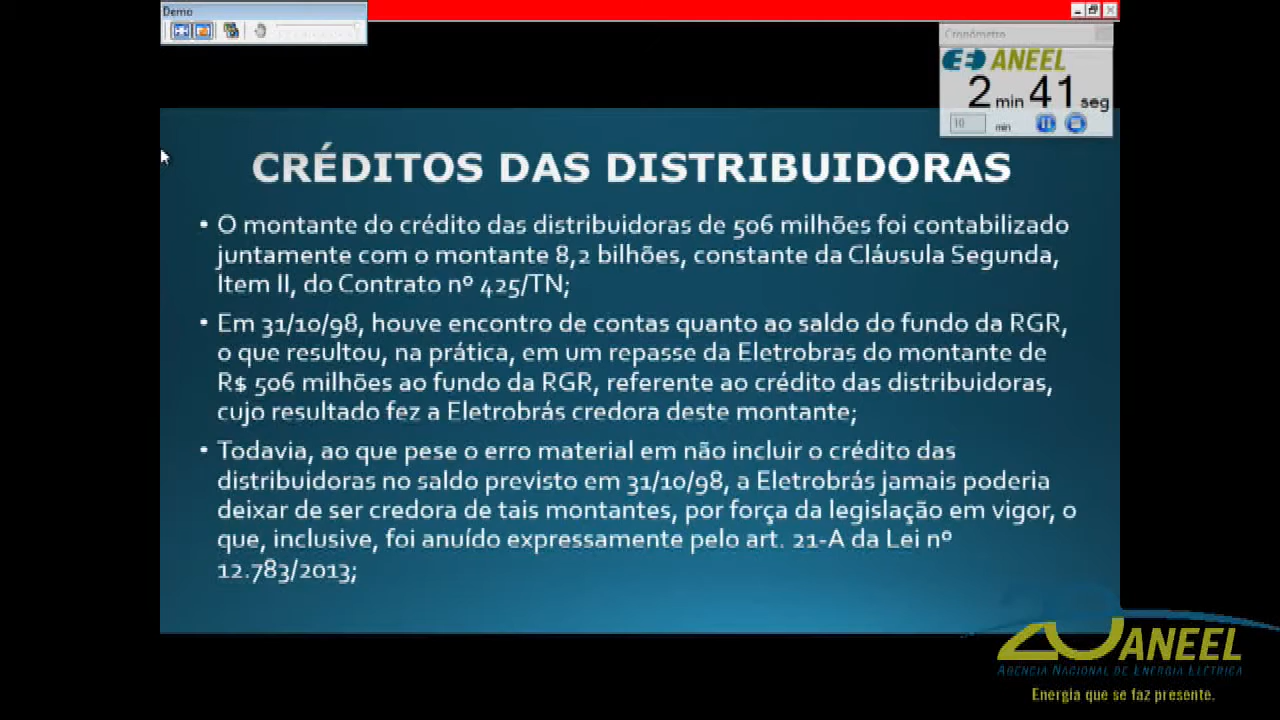 Demo
Cronômetro
ANEEL
2 min 41 seg
10 min
CRÉDITOS DAS DISTRIBUIDORAS
• O montante do crédito das distribuidoras de 506 milhões foi contabilizado
juntamente com o montante 8,2 bilhões, constante da Cláusula Segunda,
Item II, do Contrato nº 425/TN;
• Em 31/10/98, houve encontro de contas quanto ao saldo do fundo da RGR,
o que resultou, na prática, em um repasse da Eletrobras do montante de
R$ 506 milhões ao fundo da RGR, referente ao crédito das distribuidoras,
cujo resultado fez a Eletrobrás credora deste montante;
• Todavia, ao que pese o erro material em não incluir o crédito das
distribuidoras no saldo previsto em 31/10/98, a Eletrobrás jamais poderia
deixar de ser credora de tais montantes, por força da legislação em vigor, o
que, inclusive, foi anuído expressamente pelo art. 21-A da Lei nº
12.783/2013;
20 ANEEL
AGÊNCIA NACIONAL DE ENERGIA ELÉTRICA
Energia que se faz presente.